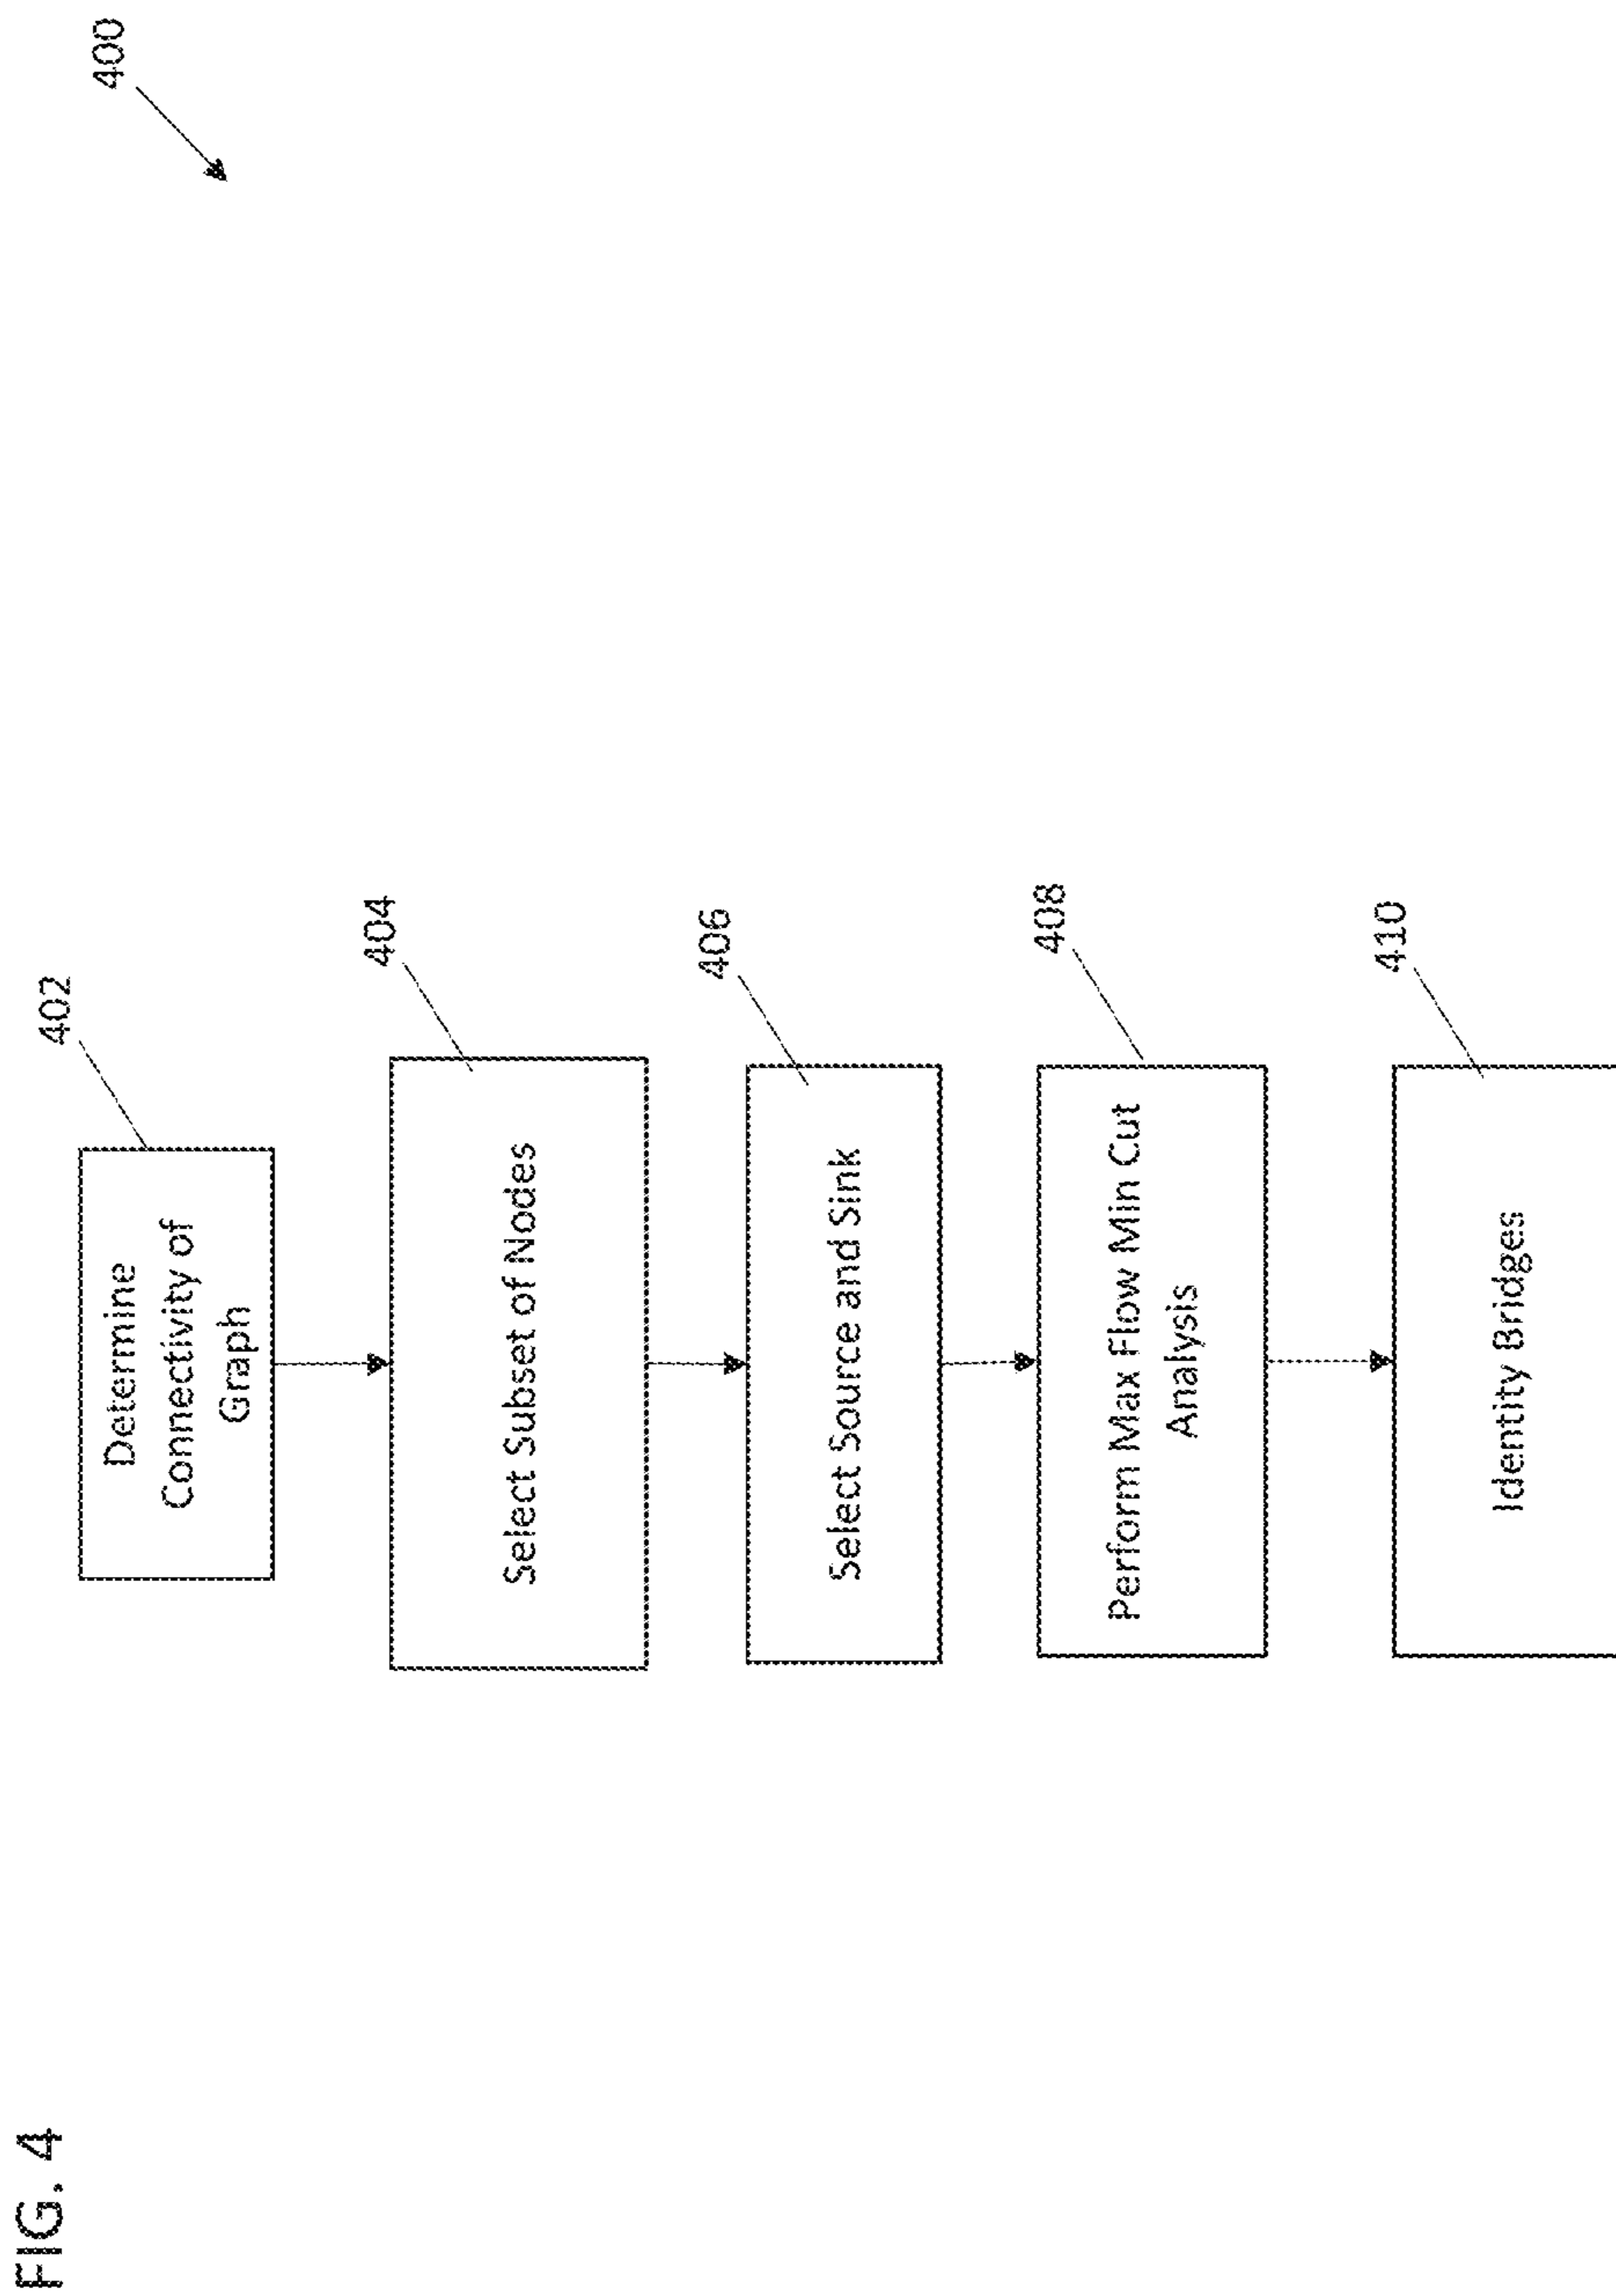 FIG. 4
400
402
Determine
Connectivity of
Graph
404
Select Subset of Nodes
406
Select Source and Sink
408
Perform Max Flow Min Cut
Analysis
410
Identity Bridges